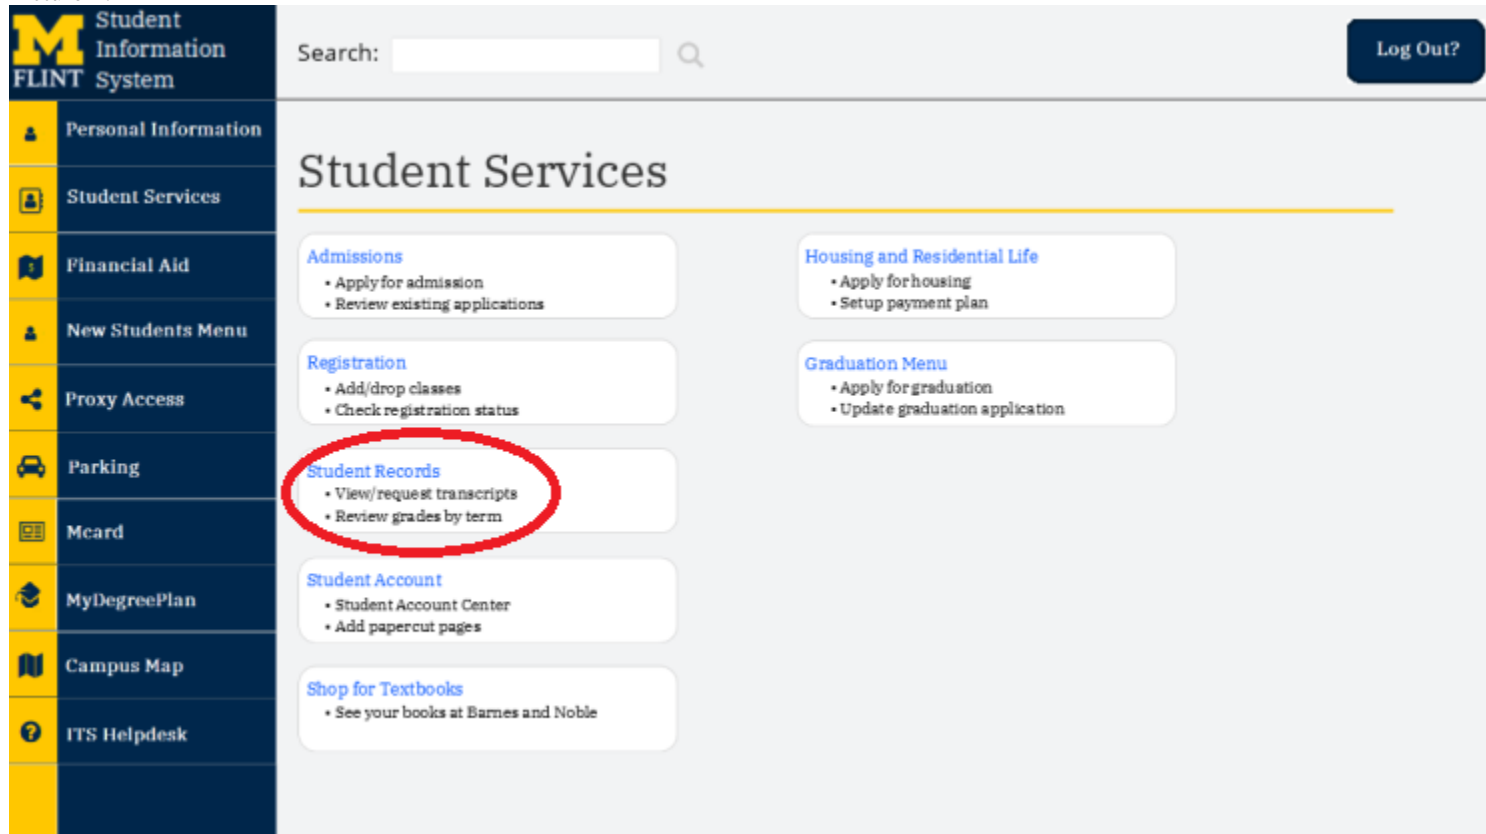 M
FLINT
Student
Information
System
Search:
Log Out?
Personal Information
Student Services
Financial Aid
New Students Menu
Proxy Access
Parking
Mcard
MyDegreePlan
Campus Map
ITS Helpdesk
Student Services
Admissions
• Apply for admission
• Review existing applications
Registration
• Add/drop classes
• Check registration status
Student Records
• View/request transcripts
• Review grades by term
Student Account
• Student Account Center
• Add papercut pages
Shop for Textbooks
• See your books at Barnes and Noble
Housing and Residential Life
• Apply for housing
• Setup payment plan
Graduation Menu
• Apply for graduation
• Update graduation application